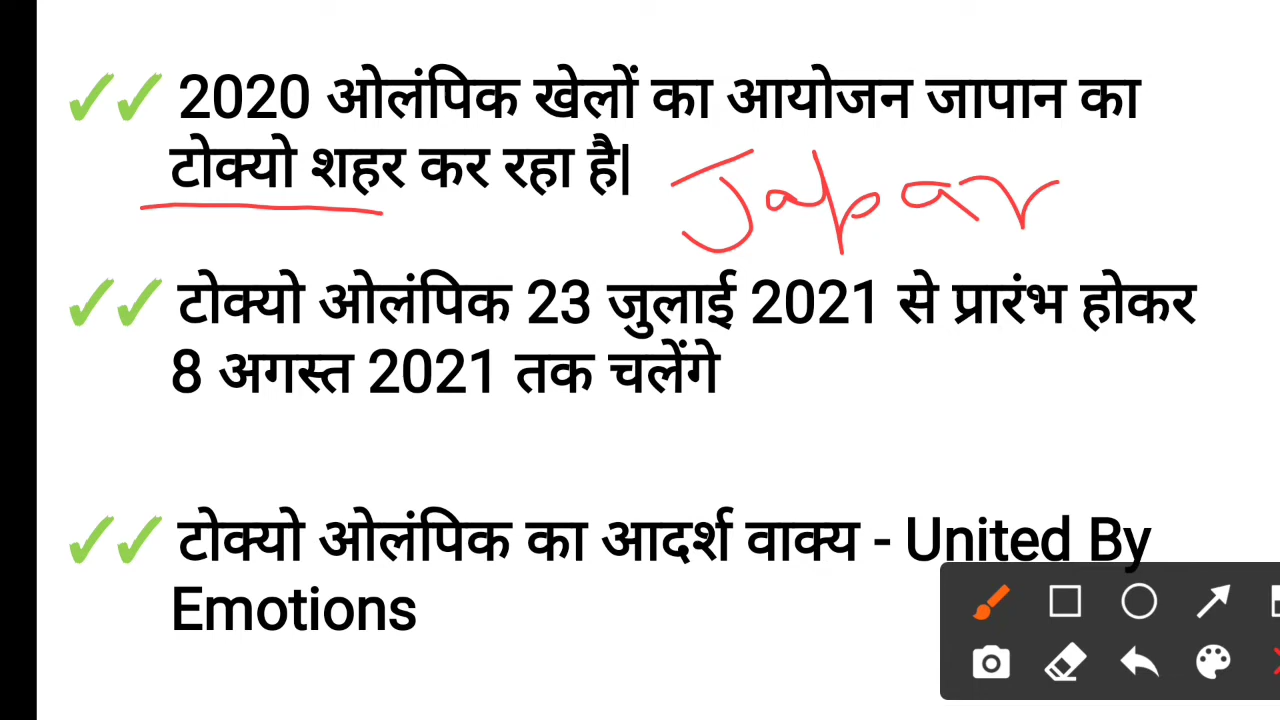 ✓✓ 2020 ओलंपिक खेलों का आयोजन जापान का
टोक्यो शहर कर रहा है|
Japan
✓✓ टोक्यो ओलंपिक 23 जुलाई 2021 से प्रारंभ होकर
8 अगस्त 2021 तक चलेंगे
✓✓ टोक्यो ओलंपिक का आदर्श वाक्य - United By
Emotions